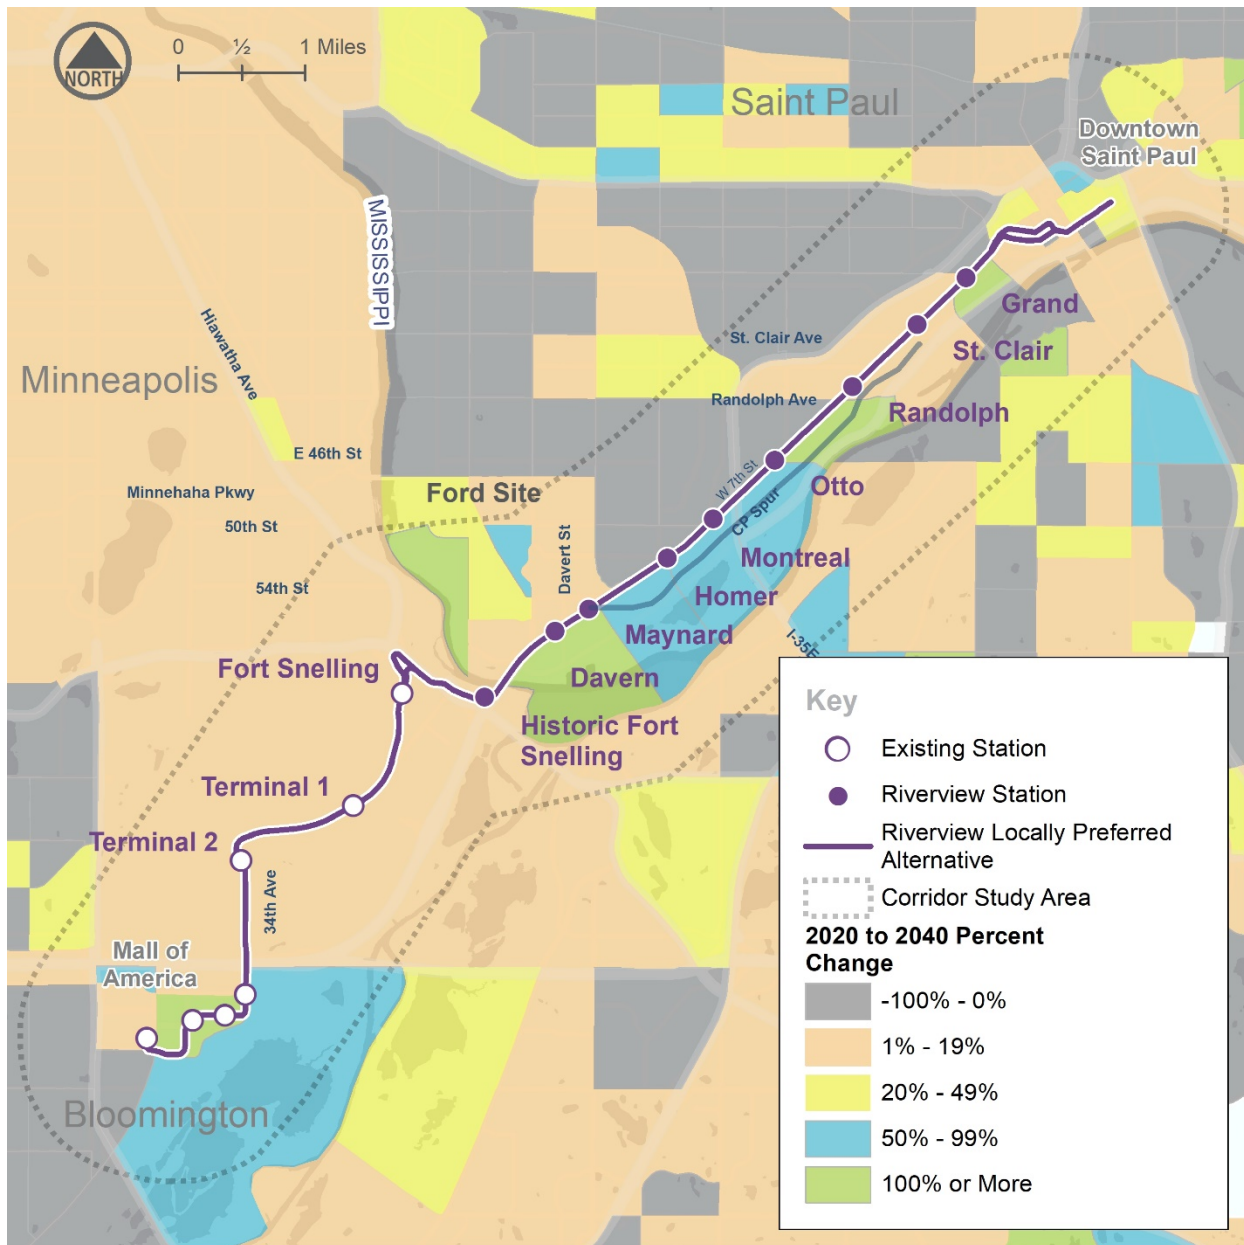 NORTH
0 ½ 1 Miles
Saint Paul
Downtown
Saint Paul
MISSISSIPPI
Hiawatha Ave
Minneapolis
St. Clair Ave
Randolph Ave
Grand
St. Clair
Randolph
E 46th St
Minnehaha Pkwy
50th St
54th St
Ford Site
Davert St
W 7th St
CP Spur
Otto
Montreal
Homer
Maynard
I-35E
Davern
Fort Snelling
Historic Fort
Snelling
Terminal 1
Terminal 2
34th Ave
Mall of
America
Bloomington
Key
Existing Station
Riverview Station
Riverview Locally Preferred
Alternative
Corridor Study Area
2020 to 2040 Percent
Change
-100% - 0%
1% - 19%
20% - 49%
50% - 99%
100% or More